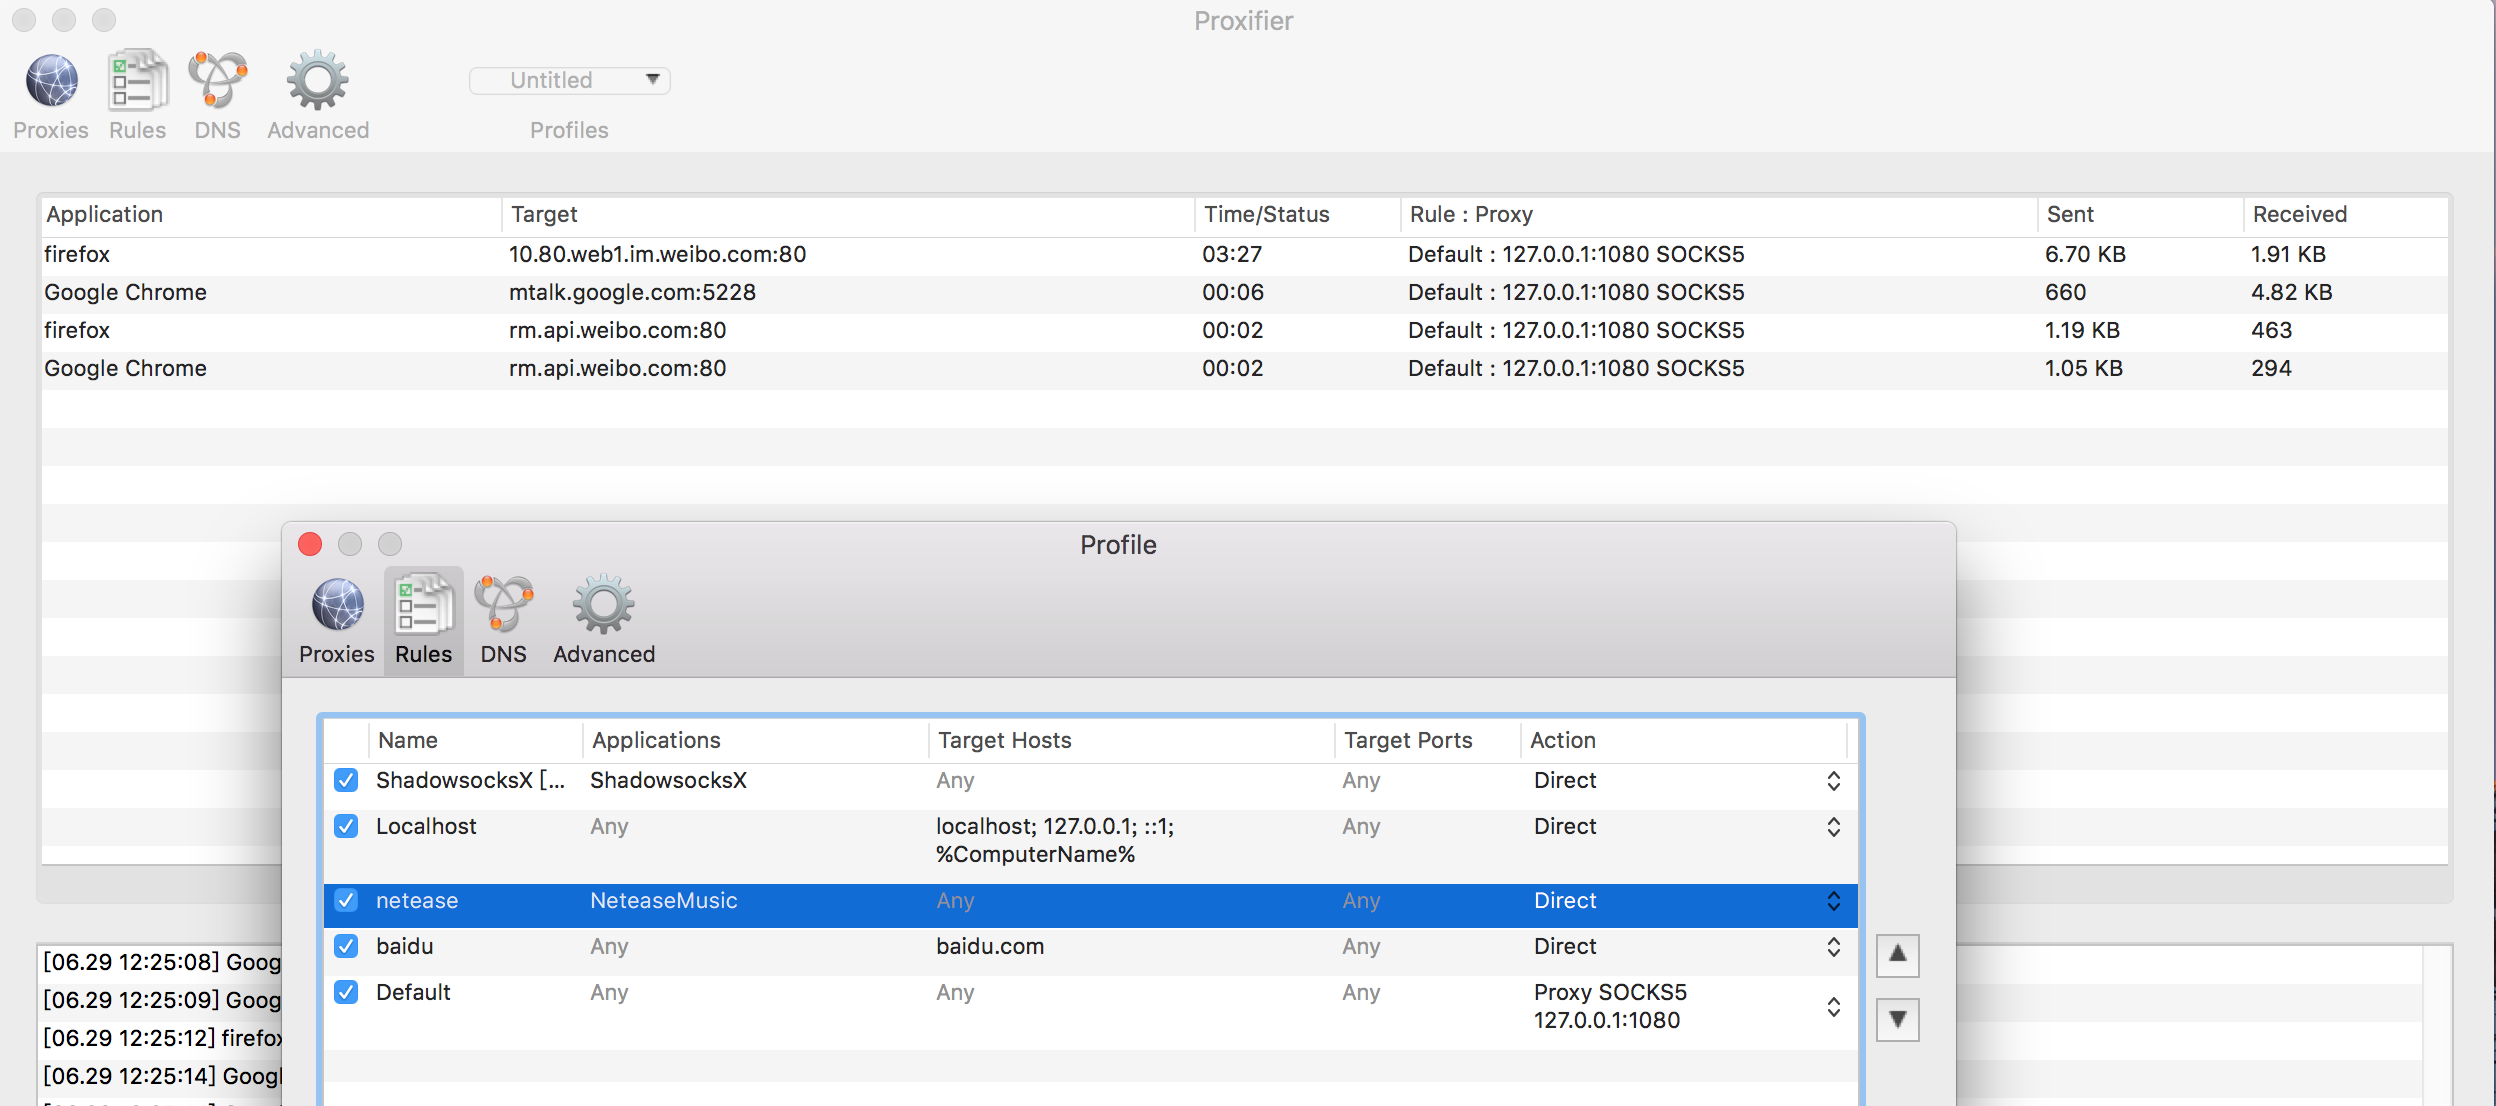 Proxifier
Proxies Rules DNS Advanced
Untitled
Profiles
Application Target Time/Status Rule : Proxy Sent Received
firefox 10.80.web1.im.weibo.com:80 03:27 Default : 127.0.0.1:1080 SOCKS5 6.70 KB 1.91 KB
Google Chrome mtalk.google.com:5228 00:06 Default : 127.0.0.1:1080 SOCKS5 660 4.82 KB
firefox rm.api.weibo.com:80 00:02 Default : 127.0.0.1:1080 SOCKS5 1.19 KB 463
Google Chrome rm.api.weibo.com:80 00:02 Default : 127.0.0.1:1080 SOCKS5 1.05 KB 294
Profile
Proxies Rules DNS Advanced
Name Applications Target Hosts Target Ports Action
ShadowsocksX [... ShadowsocksX Any Any Direct
Localhost Any localhost; 127.0.0.1; ::1; Any Direct
%ComputerName%
netease NeteaseMusic Any Any Direct
baidu Any baidu.com Any Direct
Default Any Any Any Proxy SOCKS5
127.0.0.1:1080
[06.29 12:25:08] Goog
[06.29 12:25:09] Goog
[06.29 12:25:12] firefox
[06.29 12:25:14] Googl